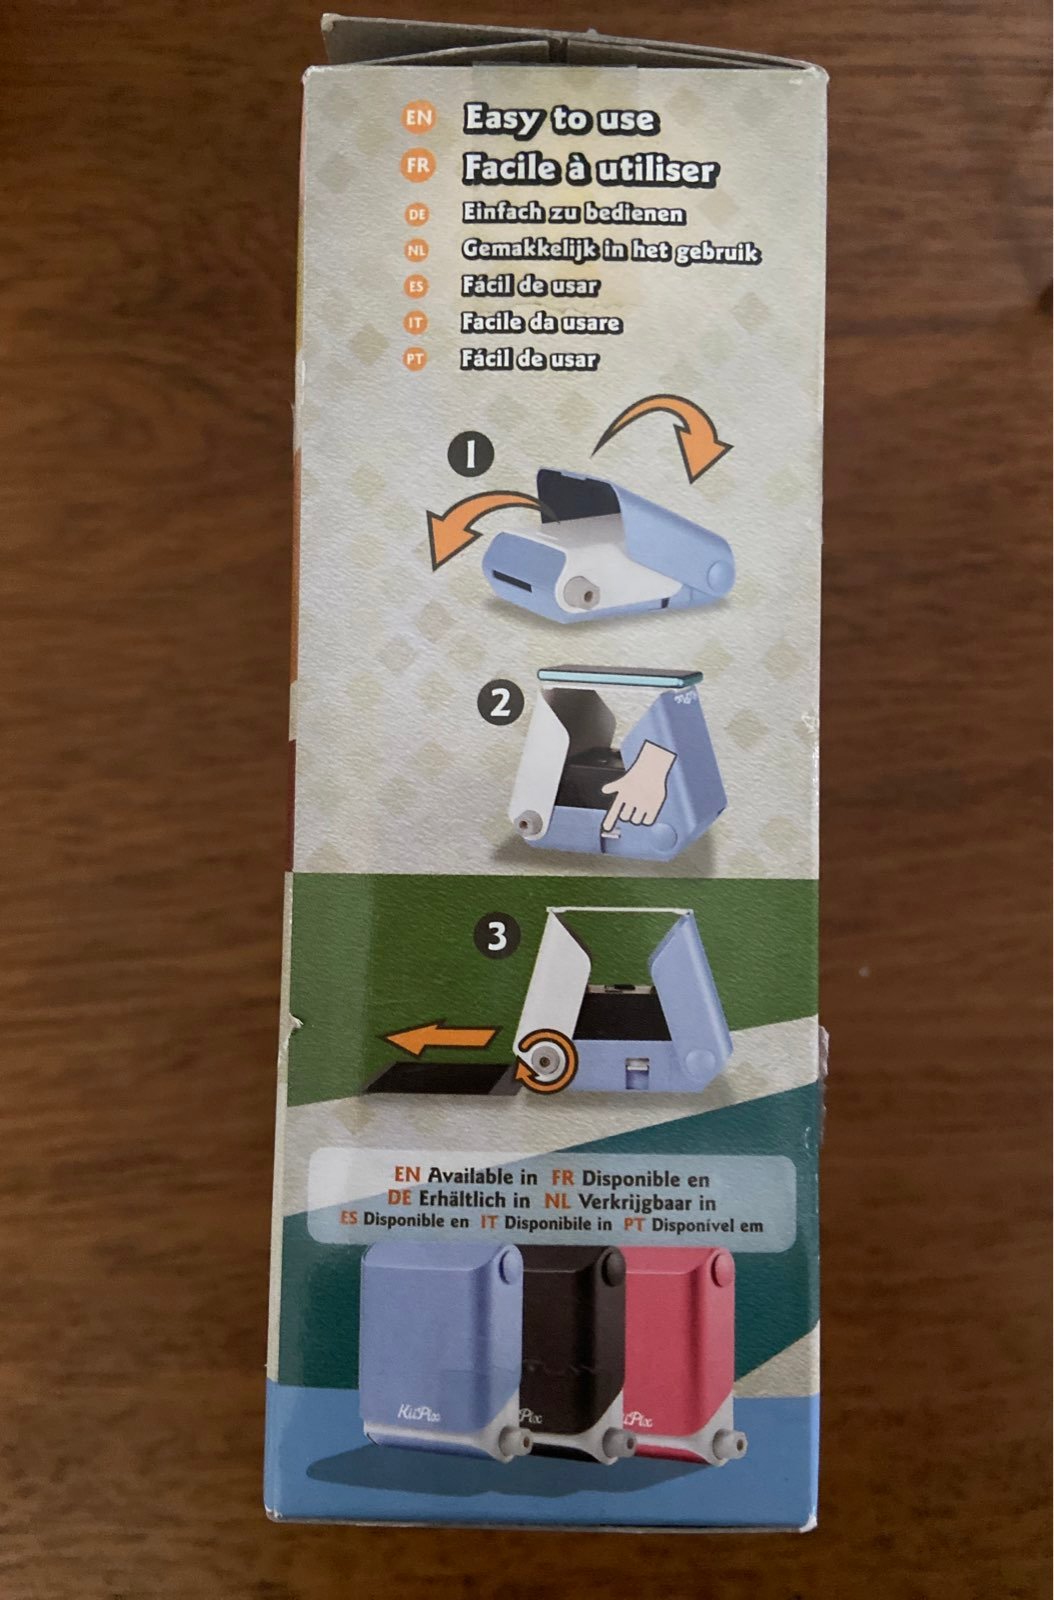 EN Easy to use
FR Facile à utiliser
DE Einfach zu bedienen
NL Gemakkelijk in het gebruik
ES Fácil de usar
IT Facile da usare
PT Fácil de usar
1
2
3
EN Available in FR Disponible en
DE Erhältlich in NL Verkrijgbaar in
ES Disponible en IT Disponibile in PT Disponível em
KiiPix Pix iPix